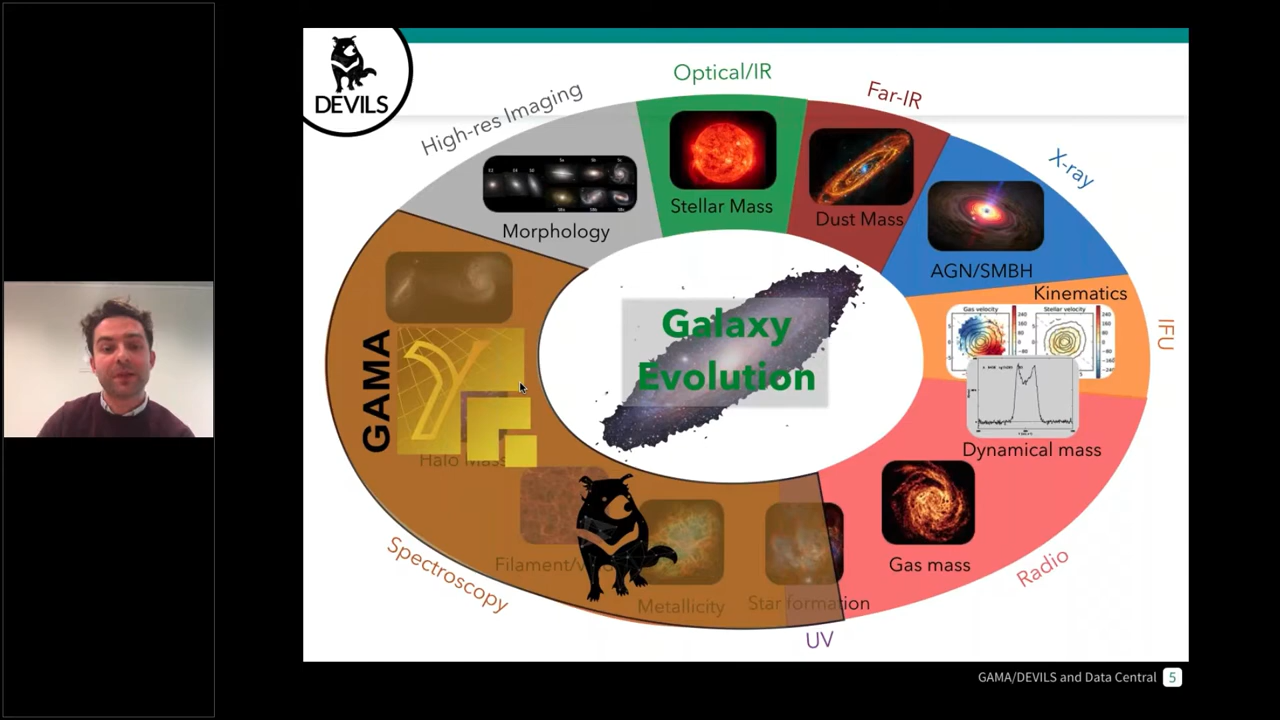 DEVILS
High-res Imaging
Optical/IR
Far-IR
X-ray
IFU
Radio
UV
Spectroscopy
GAMA
Morphology
Stellar Mass
Dust Mass
AGN/SMBH
Kinematics
Gas velocity
Stellar velocity
Dynamical mass
Gas mass
Star formation
Metallicity
Halo Mass
Galaxy
Evolution
GAMA/DEVILS and Data Central 5